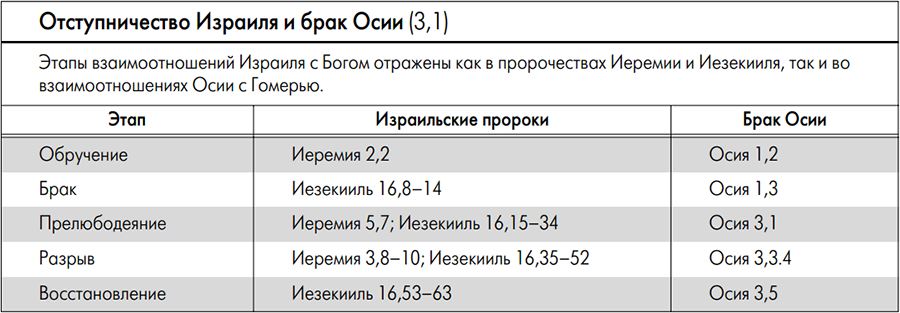 Отступничество Израиля и брак Осии (3,1)
Этапы взаимоотношений Израиля с Богом отражены как в пророчествах Иеремии и Иезекииля, так и во
взаимоотношениях Осии с Гомерью.
Этап Израильские пророки Брак Осии
Обручение Иеремия 2,2 Осия 1,2
Брак Иезекииль 16,8–14 Осия 1,3
Прелюбодеяние Иеремия 5,7; Иезекииль 16,15–34 Осия 3,1
Разрыв Иеремия 3,8–10; Иезекииль 16,35–52 Осия 3,3.4
Восстановление Иезекииль 16,53–63 Осия 3,5